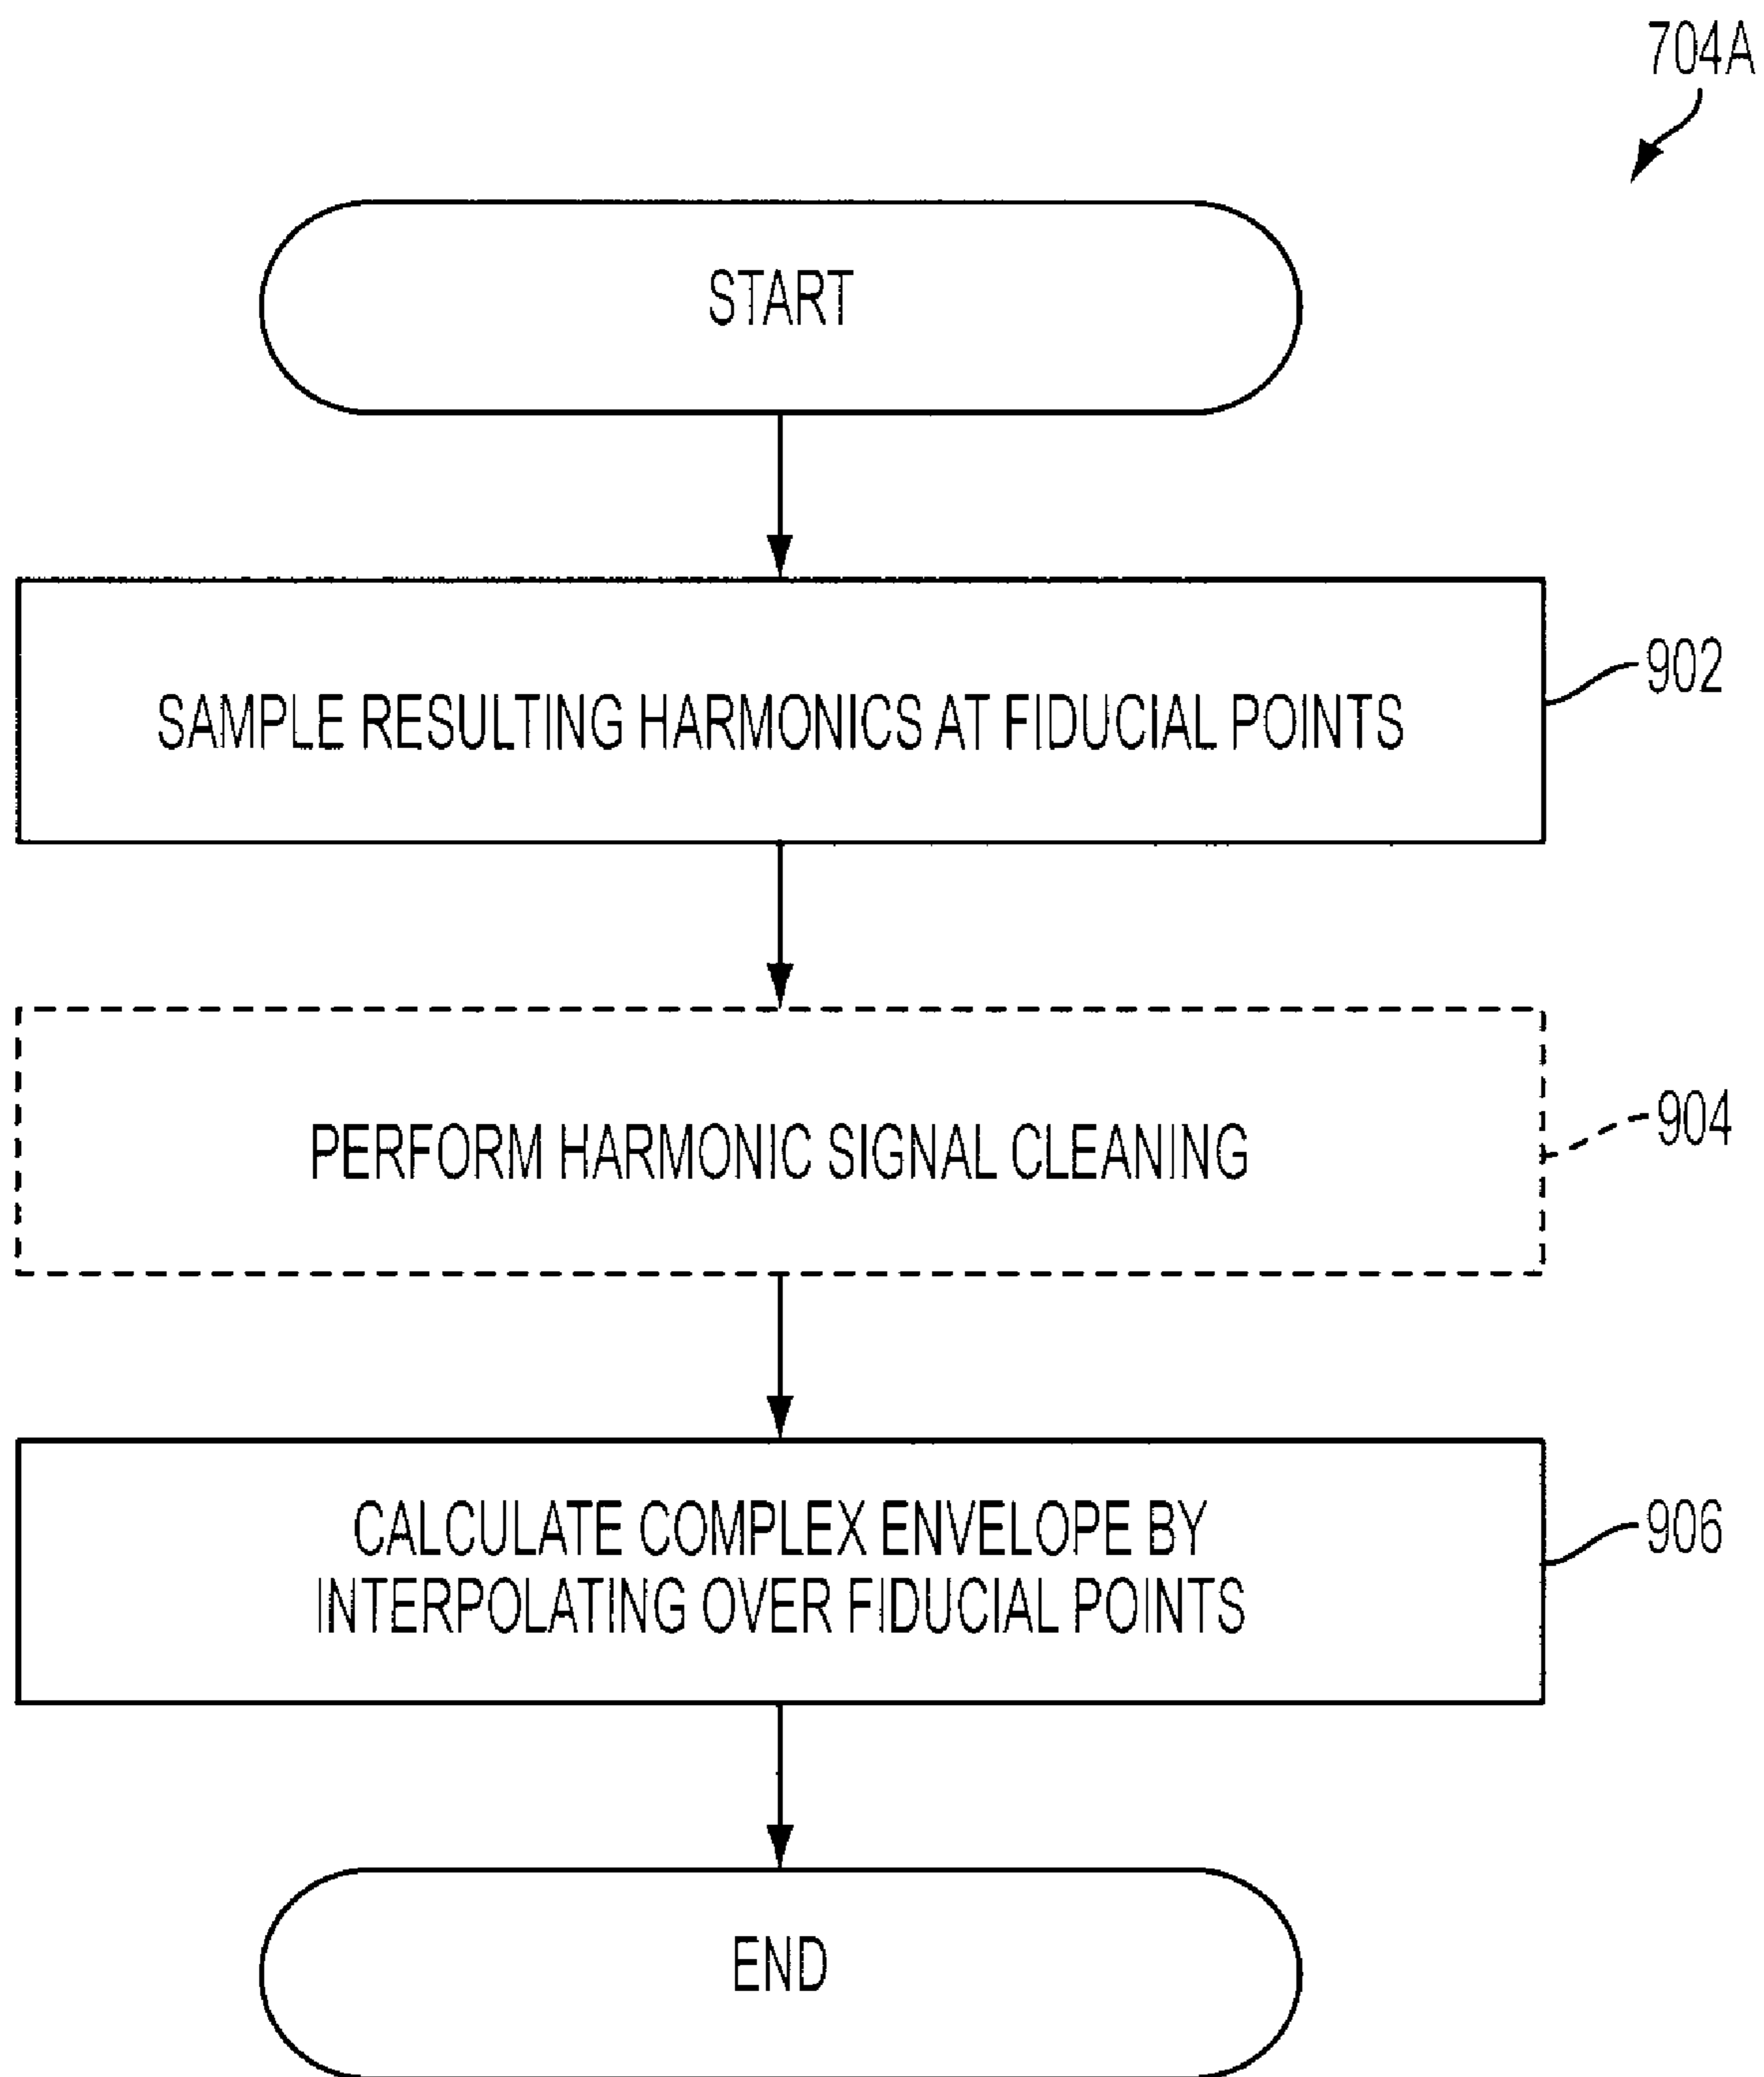 704A
START
SAMPLE RESULTING HARMONICS AT FIDUCIAL POINTS
902
PERFORM HARMONIC SIGNAL CLEANING
904
CALCULATE COMPLEX ENVELOPE BY
INTERPOLATING OVER FIDUCIAL POINTS
906
END